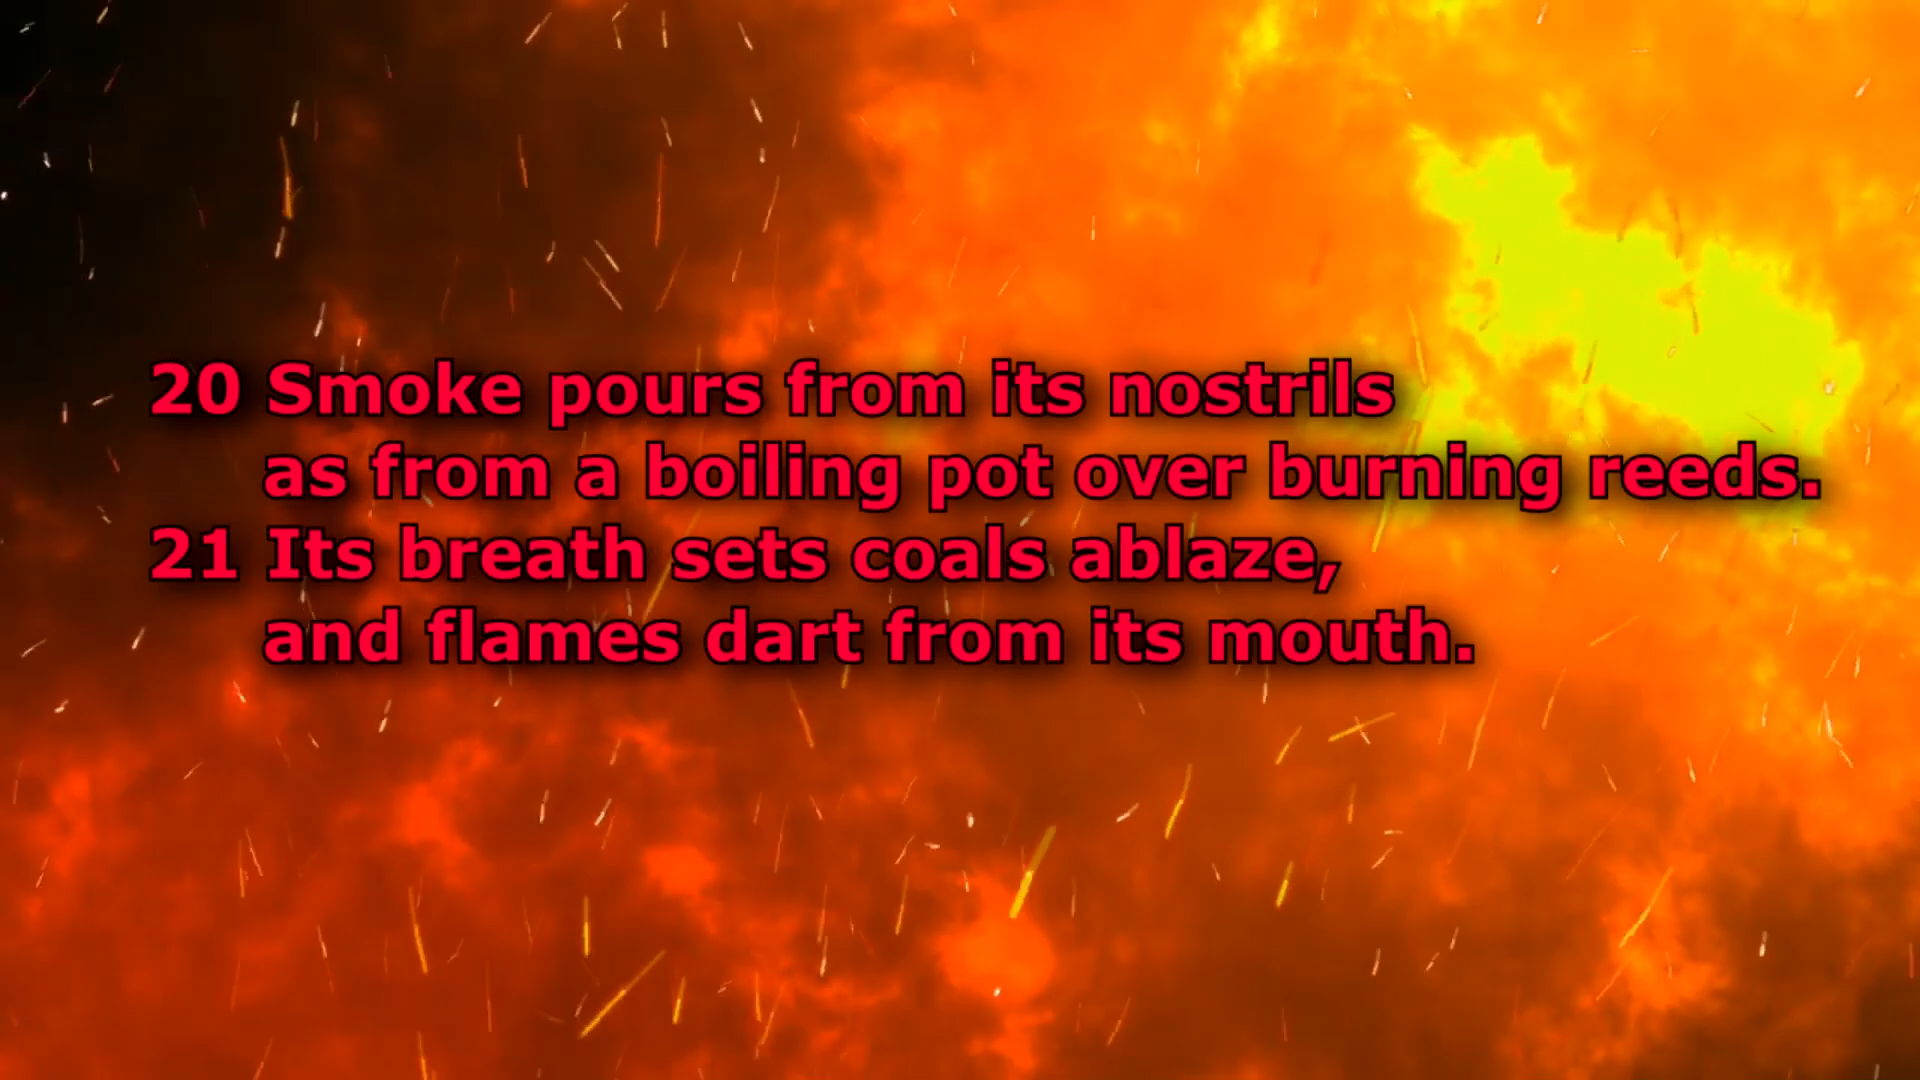 20 Smoke pours from its nostrils
as from a boiling pot over burning reeds.
21 Its breath sets coals ablaze,
and flames dart from its mouth.